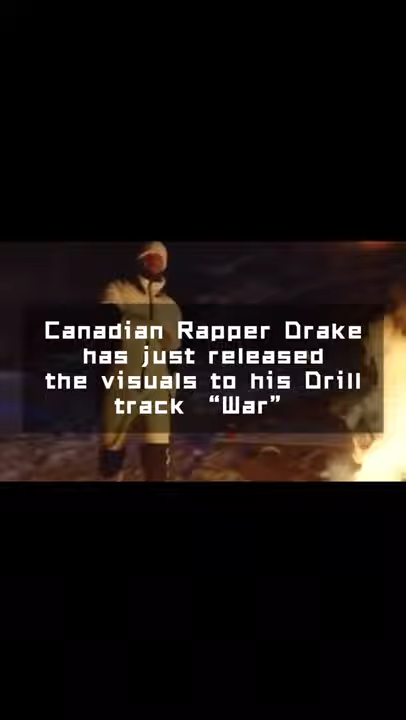 Canadian Rapper Drake
has just released
the visuals to his Drill
track “War”